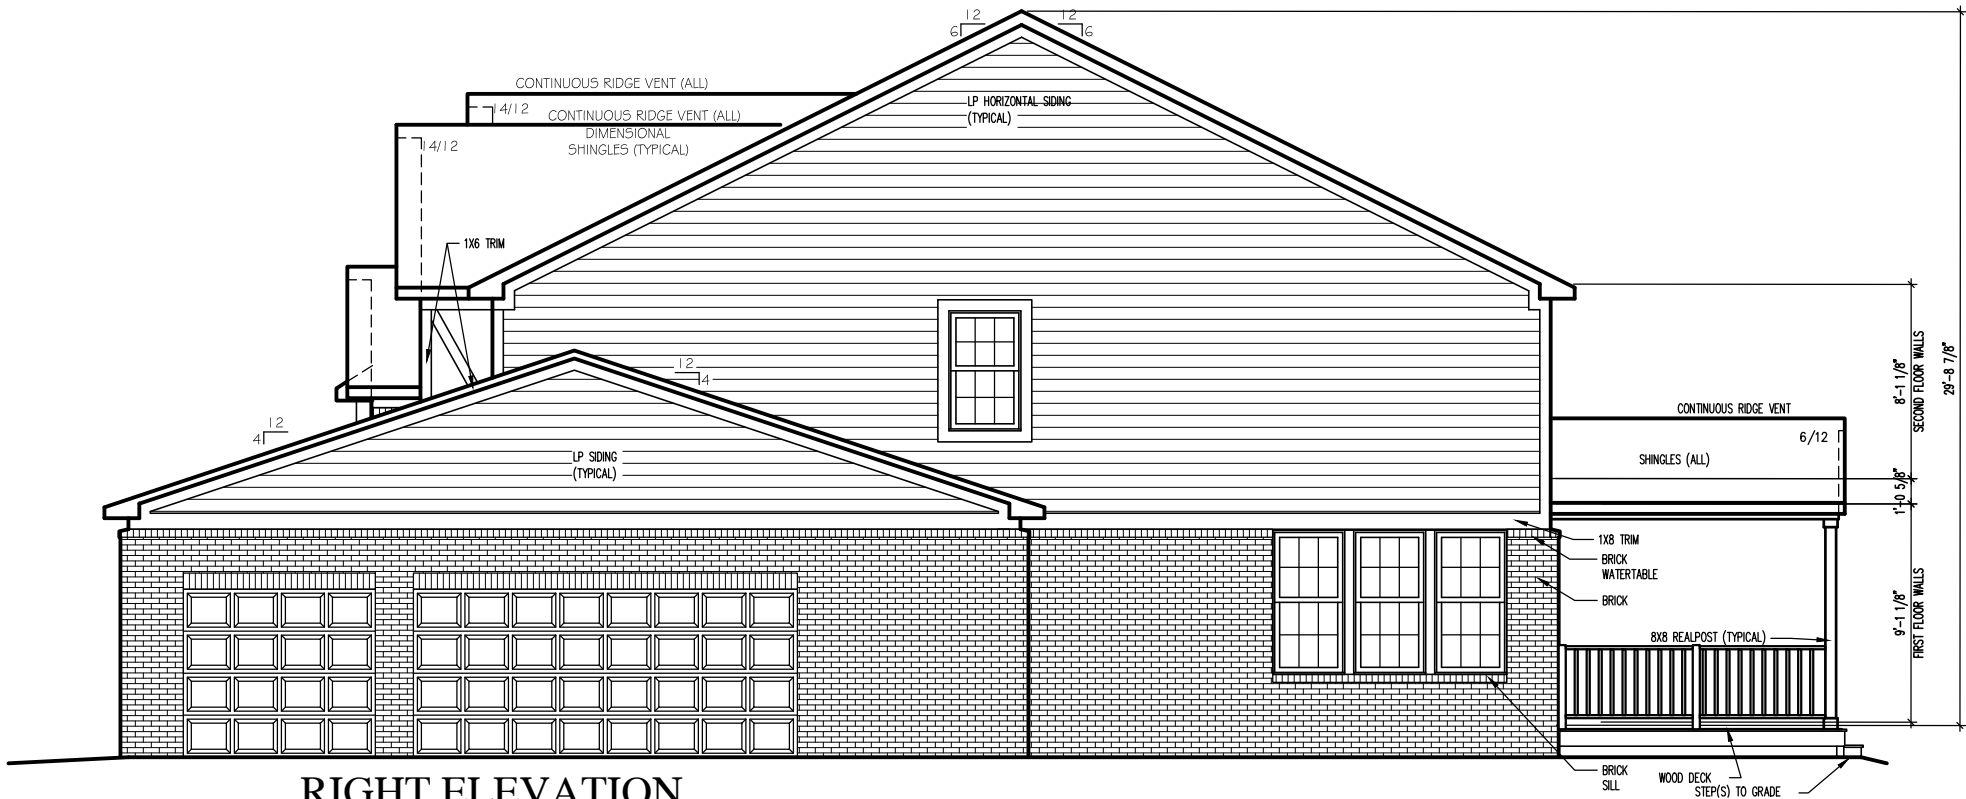 12
12
6
6
CONTINUOUS RIDGE VENT (ALL)
14/12
CONTINUOUS RIDGE VENT (ALL)
DIMENSIONAL
SHINGLES (TYPICAL)
14/12
LP HORIZONTAL SIDING
(TYPICAL)
1X6 TRIM
12
4
12
4
LP SIDING
(TYPICAL)
CONTINUOUS RIDGE VENT
6/12
SHINGLES (ALL)
8'-1 1/8"
SECOND FLOOR WALLS
29'-8 7/8"
1'-0 5/8"
9'-1 1/8"
FIRST FLOOR WALLS
1X8 TRIM
BRICK
WATERTABLE
BRICK
8X8 REALPOST (TYPICAL)
BRICK
SILL
WOOD DECK
STEP(S) TO GRADE
RIGHT ELEVATION